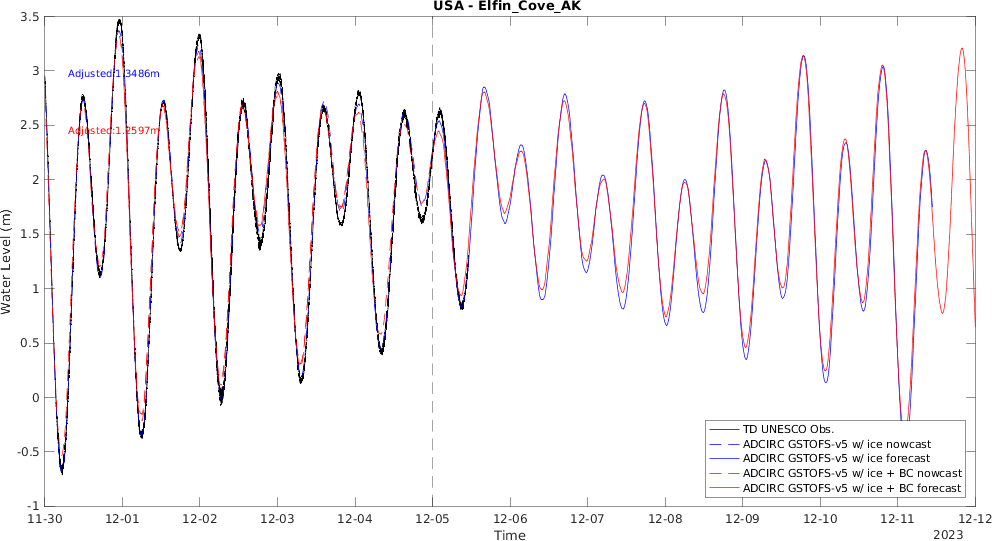 USA - Elfin_Cove_AK
3.5
3
2.5
2
1.5
1
0.5
0
-0.5
-1
Water Level (m)
Adjusted:1.3486m
Adjusted:1.2597m
TD UNESCO Obs.
ADCIRC GSTOFS-v5 w/ ice nowcast
ADCIRC GSTOFS-v5 w/ ice forecast
ADCIRC GSTOFS-v5 w/ ice + BC nowcast
ADCIRC GSTOFS-v5 w/ ice + BC forecast
11-30 12-01 12-02 12-03 12-04 12-05 12-06 12-07 12-08 12-09 12-10 12-11 12-12
Time
2023